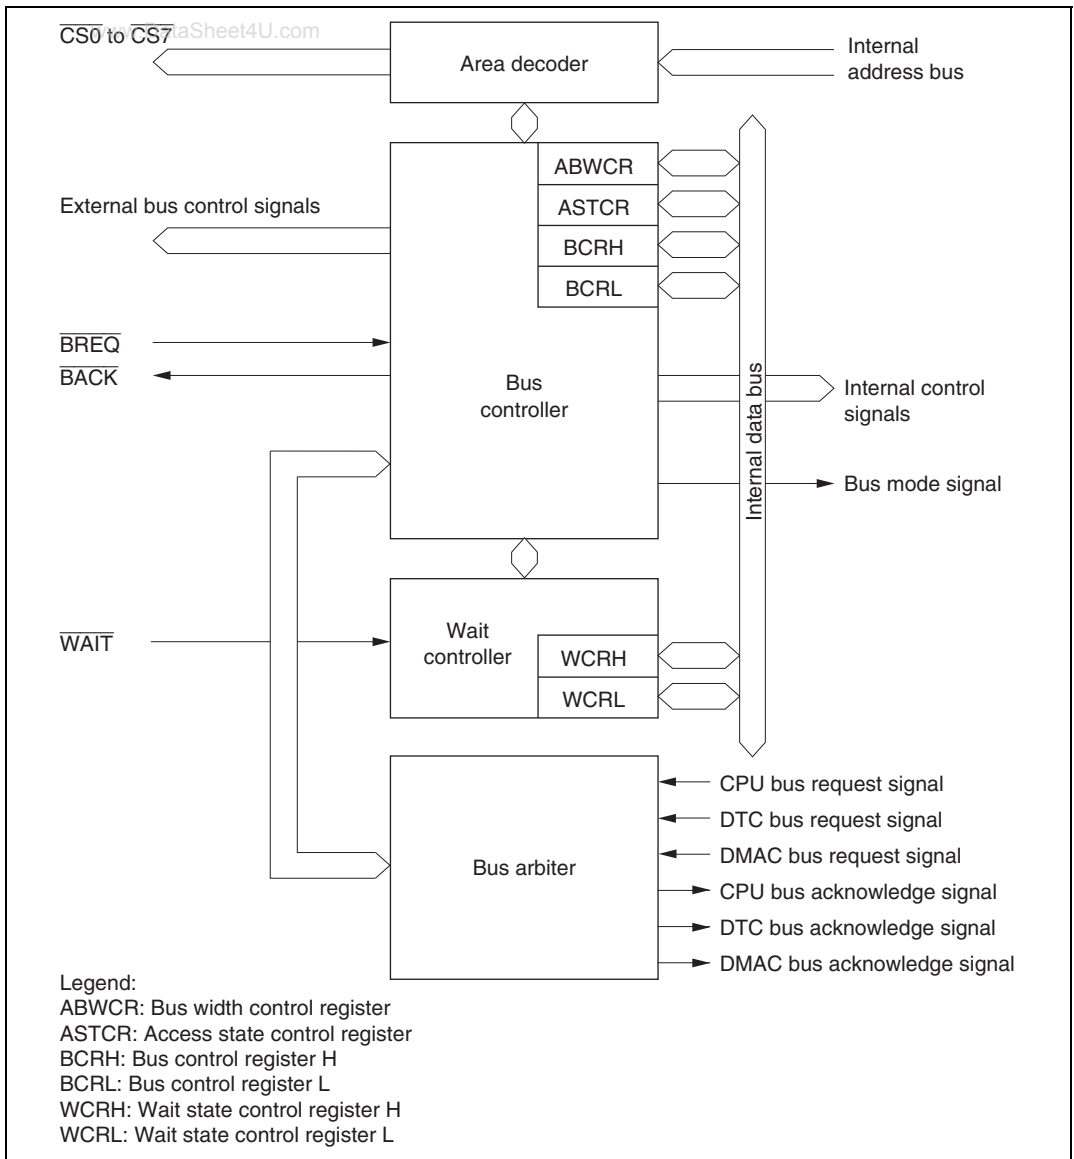 www.DataSheet4U.com
CS0 to CS7
Area decoder
Internal
address bus
ABWCR
ASTCR
BCRH
BCRL
External bus control signals
BREQ
BACK
Bus
controller
Internal data bus
Internal control
signals
Bus mode signal
WAIT
Wait
controller
WCRH
WCRL
Bus arbiter
CPU bus request signal
DTC bus request signal
DMAC bus request signal
CPU bus acknowledge signal
DTC bus acknowledge signal
DMAC bus acknowledge signal
Legend:
ABWCR: Bus width control register
ASTCR: Access state control register
BCRH: Bus control register H
BCRL: Bus control register L
WCRH: Wait state control register H
WCRL: Wait state control register L